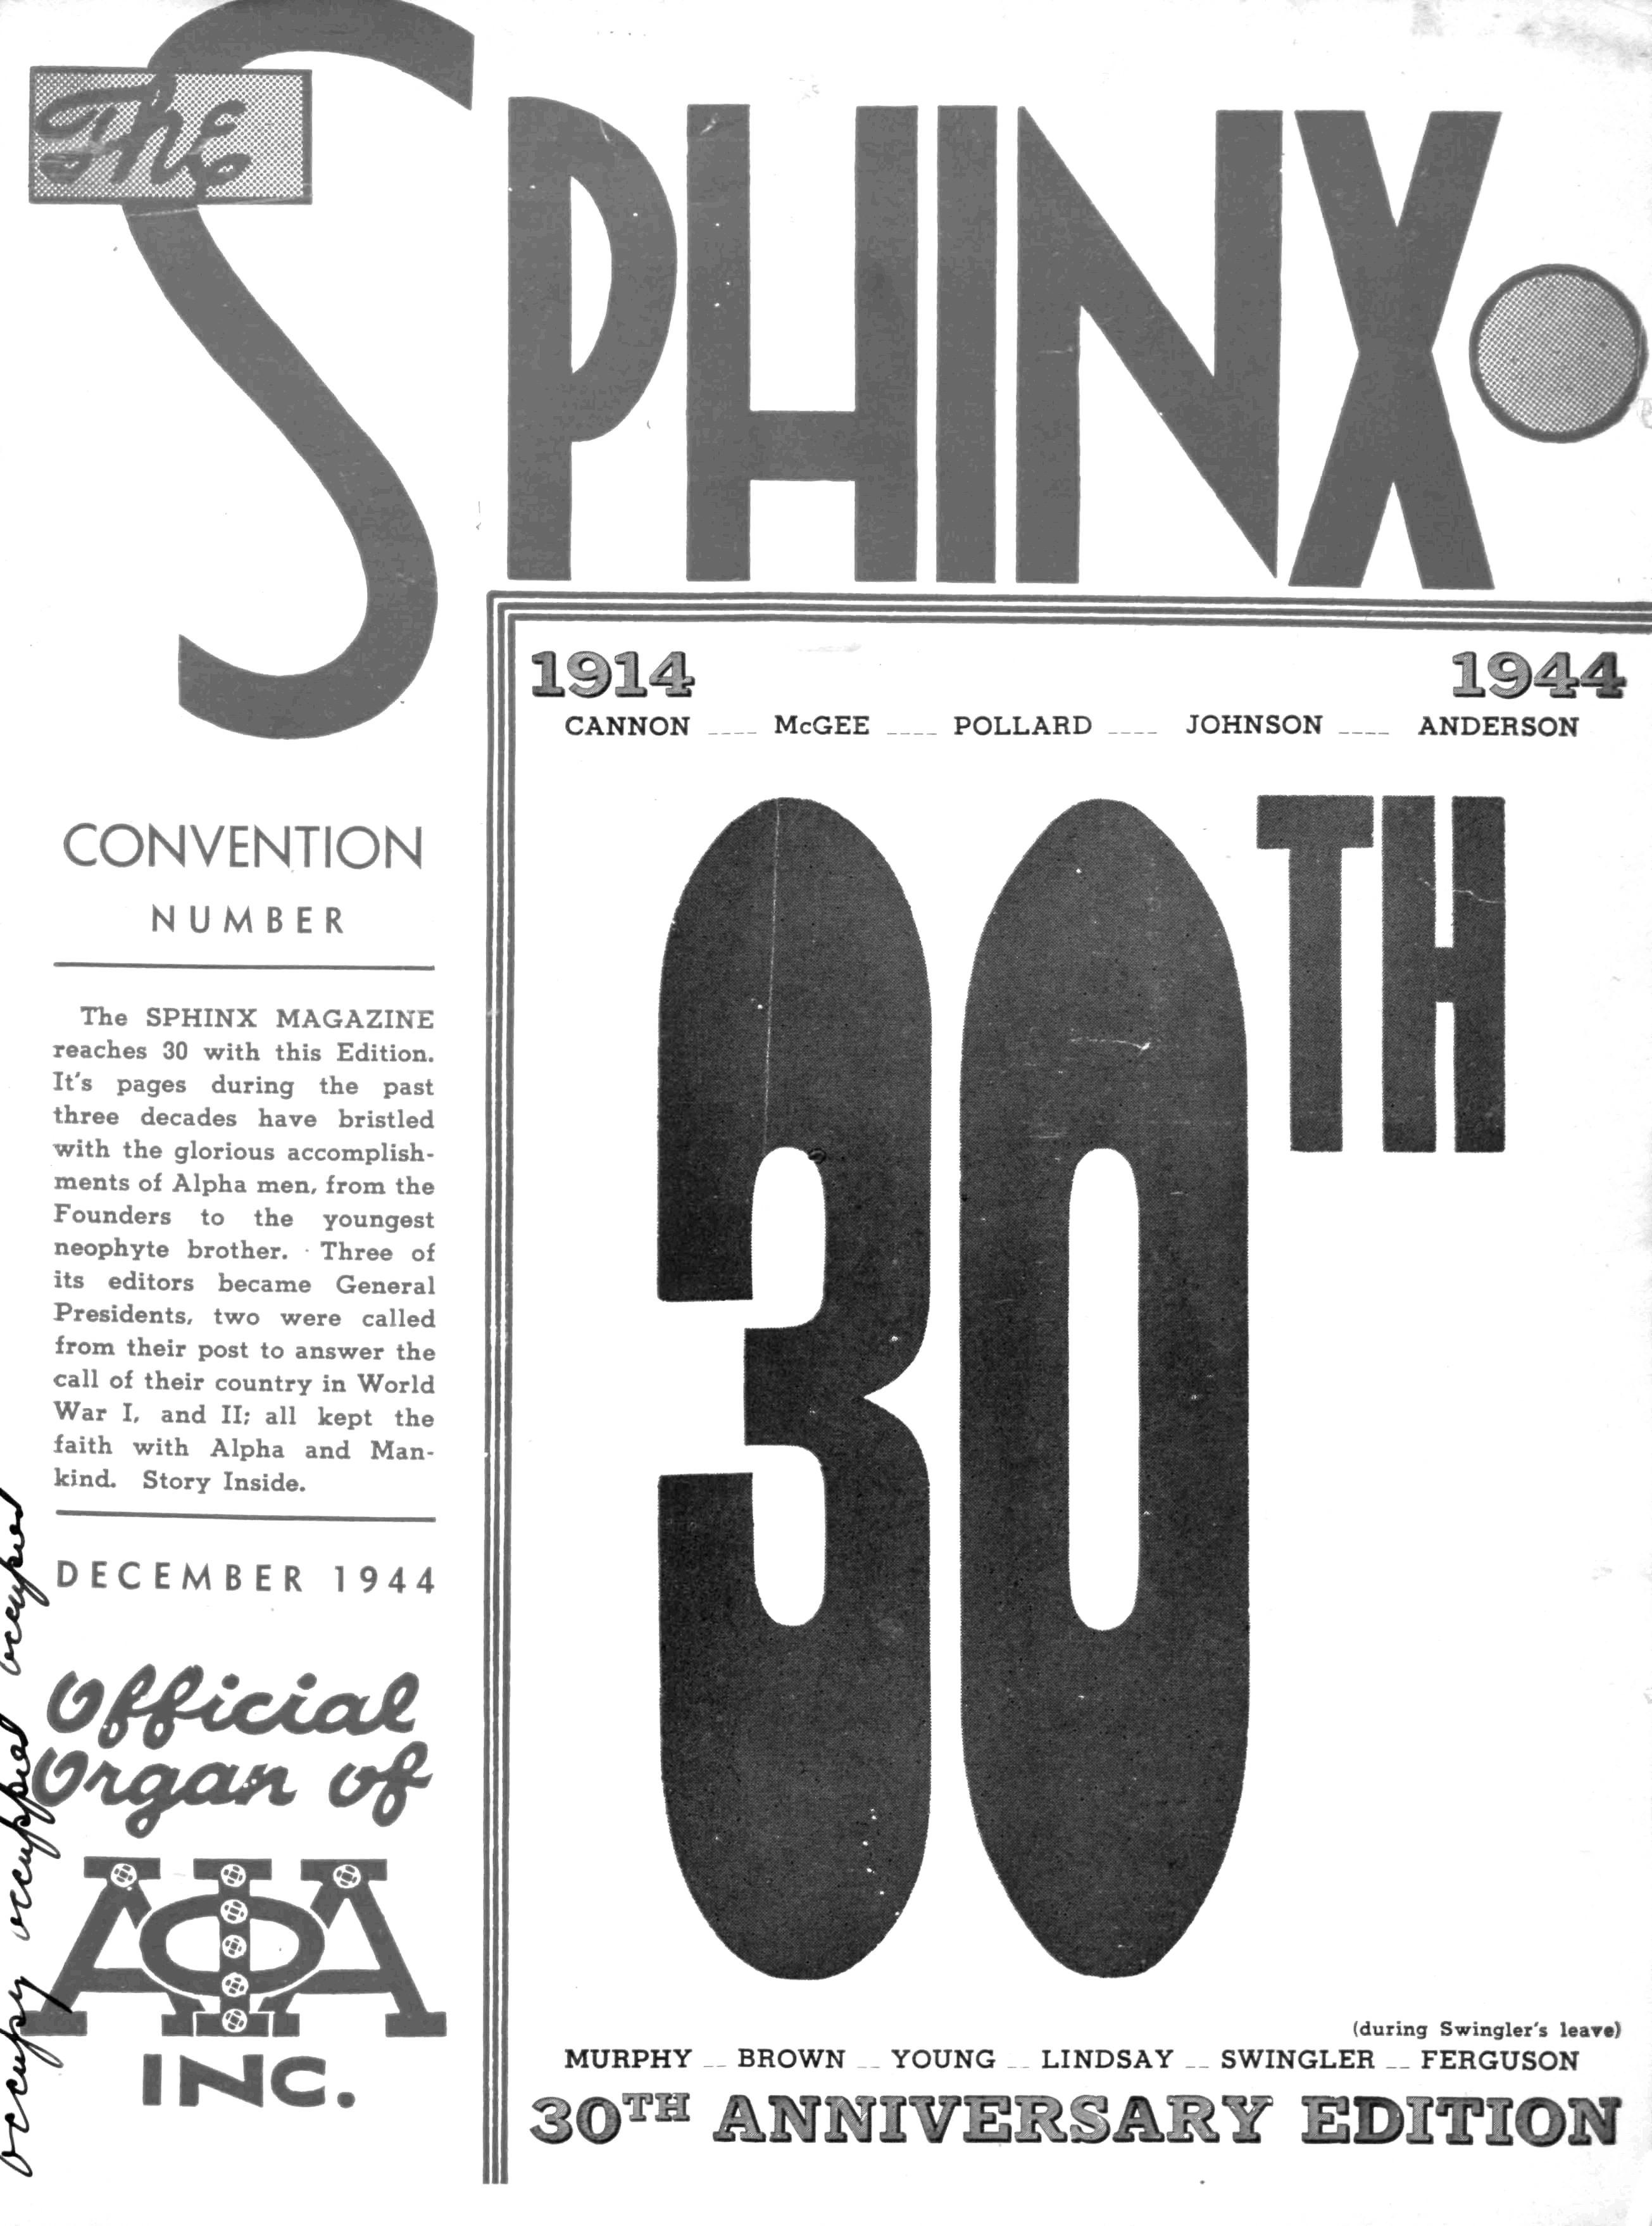 The
SPHINX
CONVENTION
NUMBER
The SPHINX MAGAZINE
reaches 30 with this Edition.
It's pages during the past
three decades have bristled
with the glorious accomplish-
ments of Alpha men, from the
Founders to the youngest
neophyte brother. Three of
its editors became General
Presidents, two were called
from their post to answer the
call of their country in World
War I, and II; all kept the
faith with Alpha and Man-
kind. Story Inside.
DECEMBER 1944
Official
Organ of
ΑΦΑ
INC.
occupy occupped occupied
1914 1944
CANNON ---- McGEE ---- POLLARD ---- JOHNSON ---- ANDERSON
30TH
(during Swingler's leave)
MURPHY -- BROWN -- YOUNG -- LINDSAY -- SWINGLER -- FERGUSON
30TH ANNIVERSARY EDITION